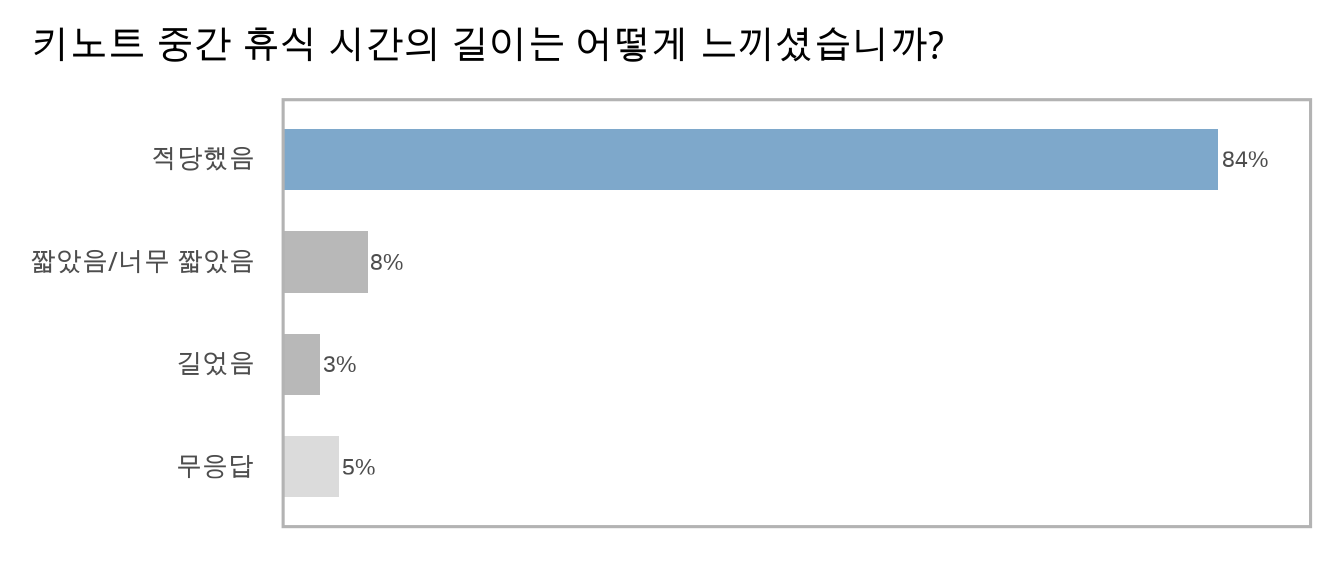 키노트 중간 휴식 시간의 길이는 어떻게 느끼셨습니까?
적당했음 84%
짧았음/너무 짧았음 8%
길었음 3%
무응답 5%